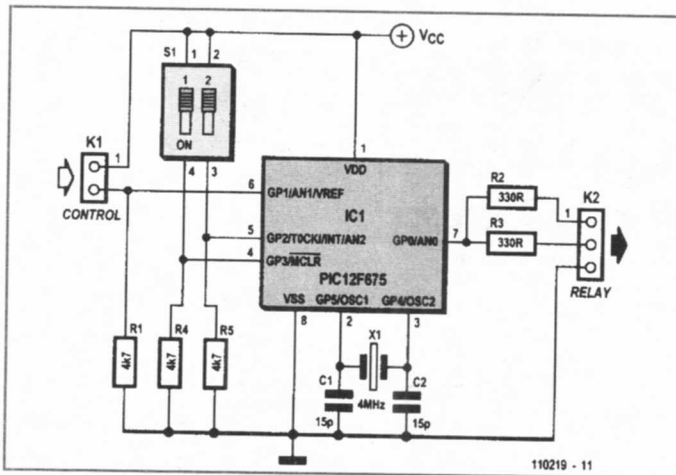 VCC
S1
1 2
1 2
ON
4 3
K1
1
CONTROL
1
VDD
6 GP1/AN1/VREF
IC1
5 GP2/T0CKI/INT/AN2
GP0/AN0 7
4 GP3/MCLR
PIC12F675
VSS GP5/OSC1 GP4/OSC2
8 2 3
R2
330R
R3
330R
K2
1
RELAY
R1
4k7
R4
4k7
R5
4k7
X1
4MHz
C1
15p
C2
15p
110219 - 11